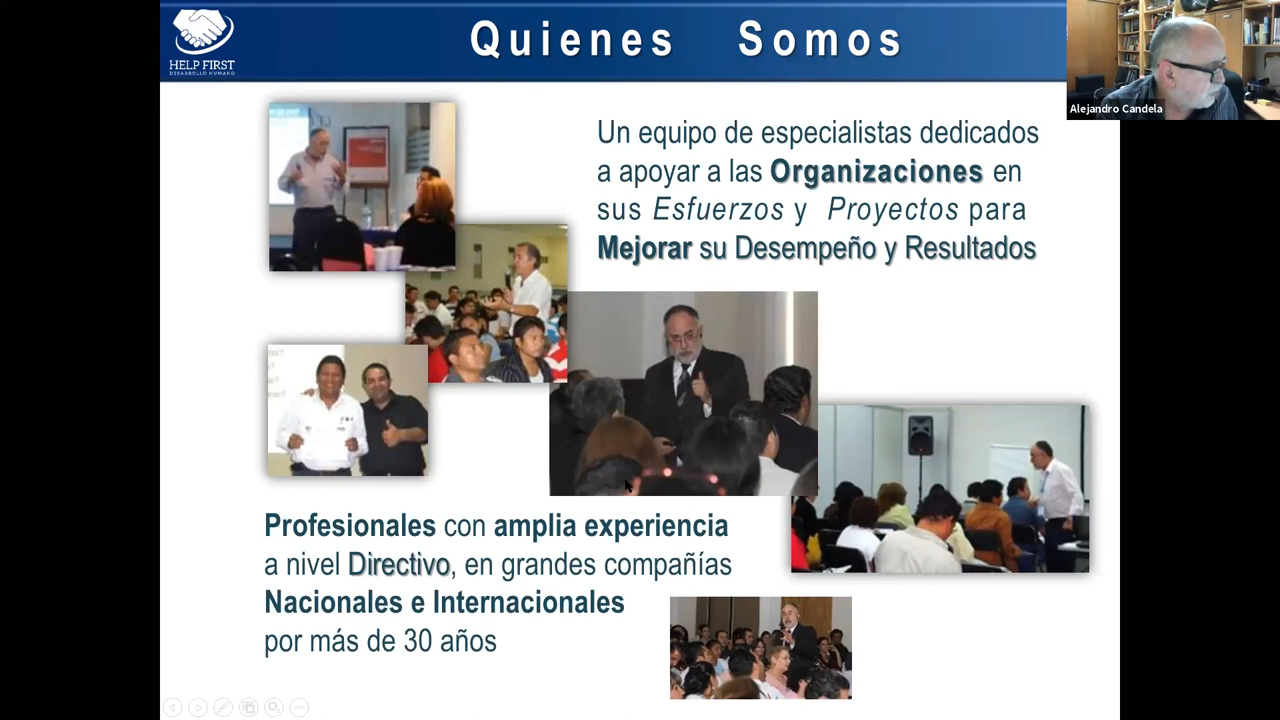 Quienes Somos
HELP FIRST
DESARROLLO HUMANO
Alejandro Candela
Un equipo de especialistas dedicados
a apoyar a las Organizaciones en
sus Esfuerzos y Proyectos para
Mejorar su Desempeño y Resultados
Profesionales con amplia experiencia
a nivel Directivo, en grandes compañías
Nacionales e Internacionales
por más de 30 años